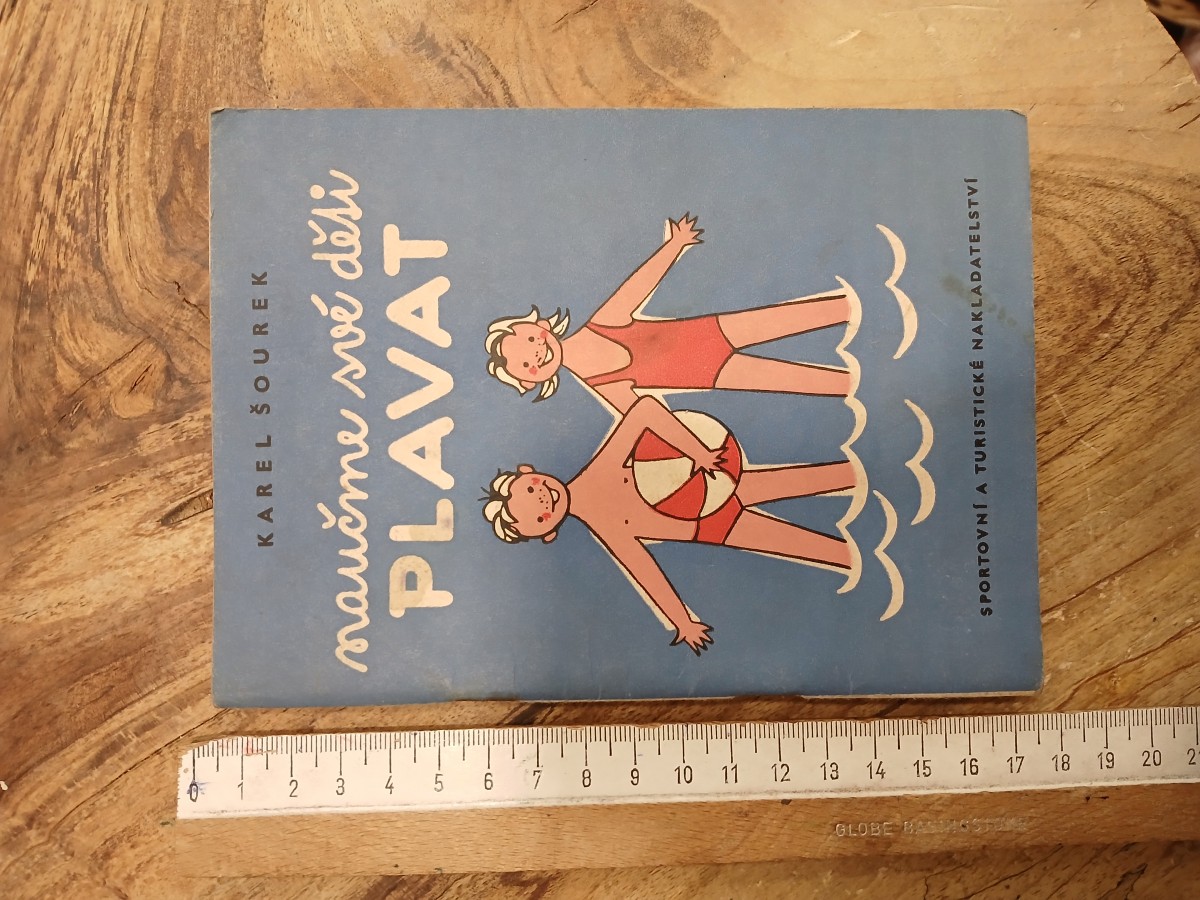 KAREL ŠOUREK
naučme své děti
PLAVAT
SPORTOVNÍ A TURISTICKÉ NAKLADATELSTVÍ
0 1 2 3 4 5 6 7 8 9 10 11 12 13 14 15 16 17 18 19 20
GLOBE